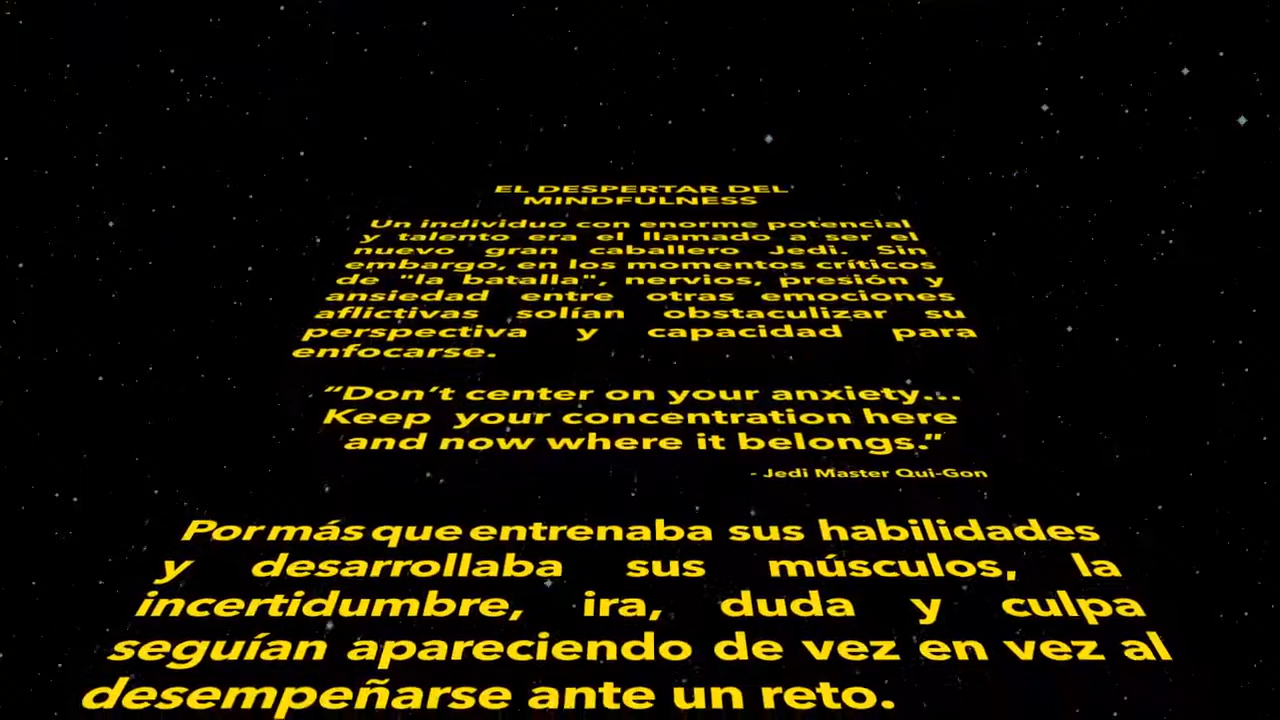 EL DESPERTAR DEL
MINDFULNESS
Un individuo con enorme potencial
y talento era el llamado a ser el
nuevo gran caballero Jedi. Sin
embargo, en los momentos críticos
de "la batalla", nervios, presión y
ansiedad entre otras emociones
aflictivas solían obstaculizar su
perspectiva y capacidad para
enfocarse.
“Don’t center on your anxiety...
Keep your concentration here
and now where it belongs.”
- Jedi Master Qui-Gon
Por más que entrenaba sus habilidades
y desarrollaba sus músculos, la
incertidumbre, ira, duda y culpa
seguían apareciendo de vez en vez al
desempeñarse ante un reto.